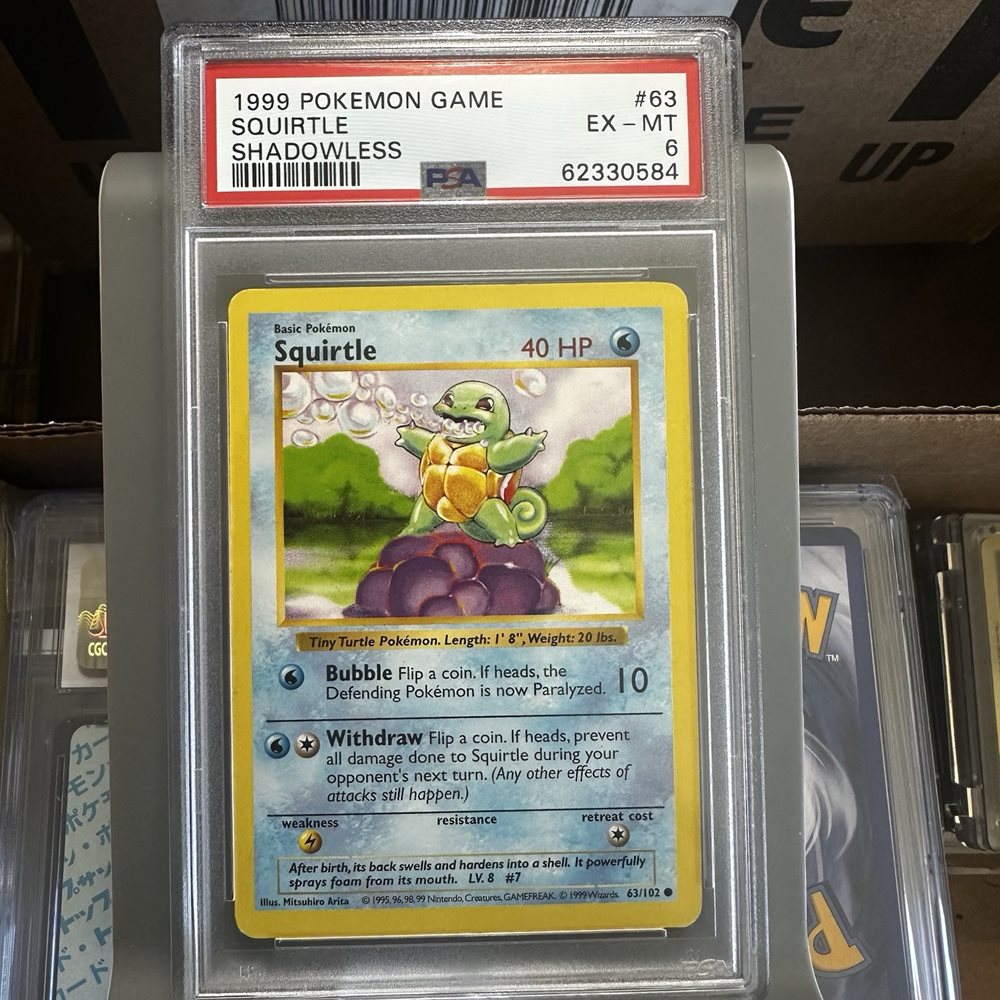 1999 POKEMON GAME #63
SQUIRTLE EX - MT
SHADOWLESS 6
PSA 62330584
UP
Basic Pokémon
Squirtle 40 HP
Tiny Turtle Pokémon. Length: 1' 8", Weight: 20 lbs.
Bubble Flip a coin. If heads, the
Defending Pokémon is now Paralyzed. 10
Withdraw Flip a coin. If heads, prevent
all damage done to Squirtle during your
opponent's next turn. (Any other effects of
attacks still happen.)
weakness resistance retreat cost
After birth, its back swells and hardens into a shell. It powerfully
sprays foam from its mouth. LV. 8 #7
Illus. Mitsuhiro Arita © 1995, 96, 98, 99 Nintendo, Creatures, GAMEFREAK. © 1999 Wizards. 63/102
CGC
TM
PSA